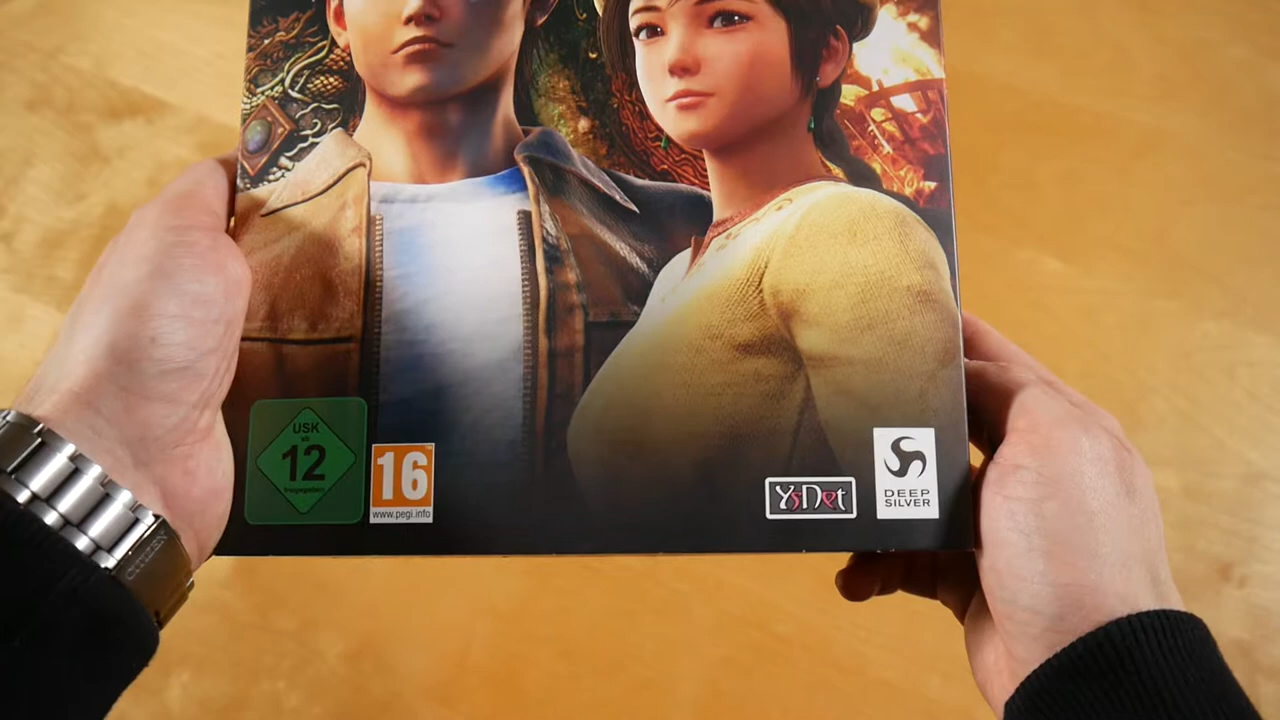 USK
ab
12
freigegeben
16
www.pegi.info
YsNet
DEEP
SILVER
CITIZEN